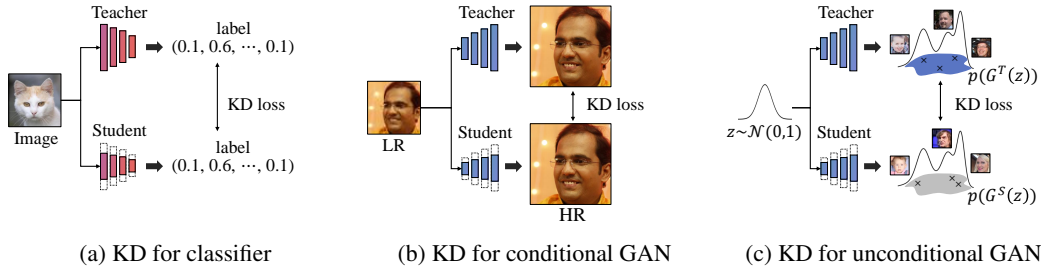 Teacher
label
(0.1, 0.6, ⋯, 0.1)
KD loss
Image
Student
label
(0.1, 0.6, ⋯, 0.1)
(a) KD for classifier
Teacher
KD loss
LR
Student
HR
(b) KD for conditional GAN
Teacher
p(G^T(z))
KD loss
z~𝒩(0,1)
Student
p(G^S(z))
(c) KD for unconditional GAN